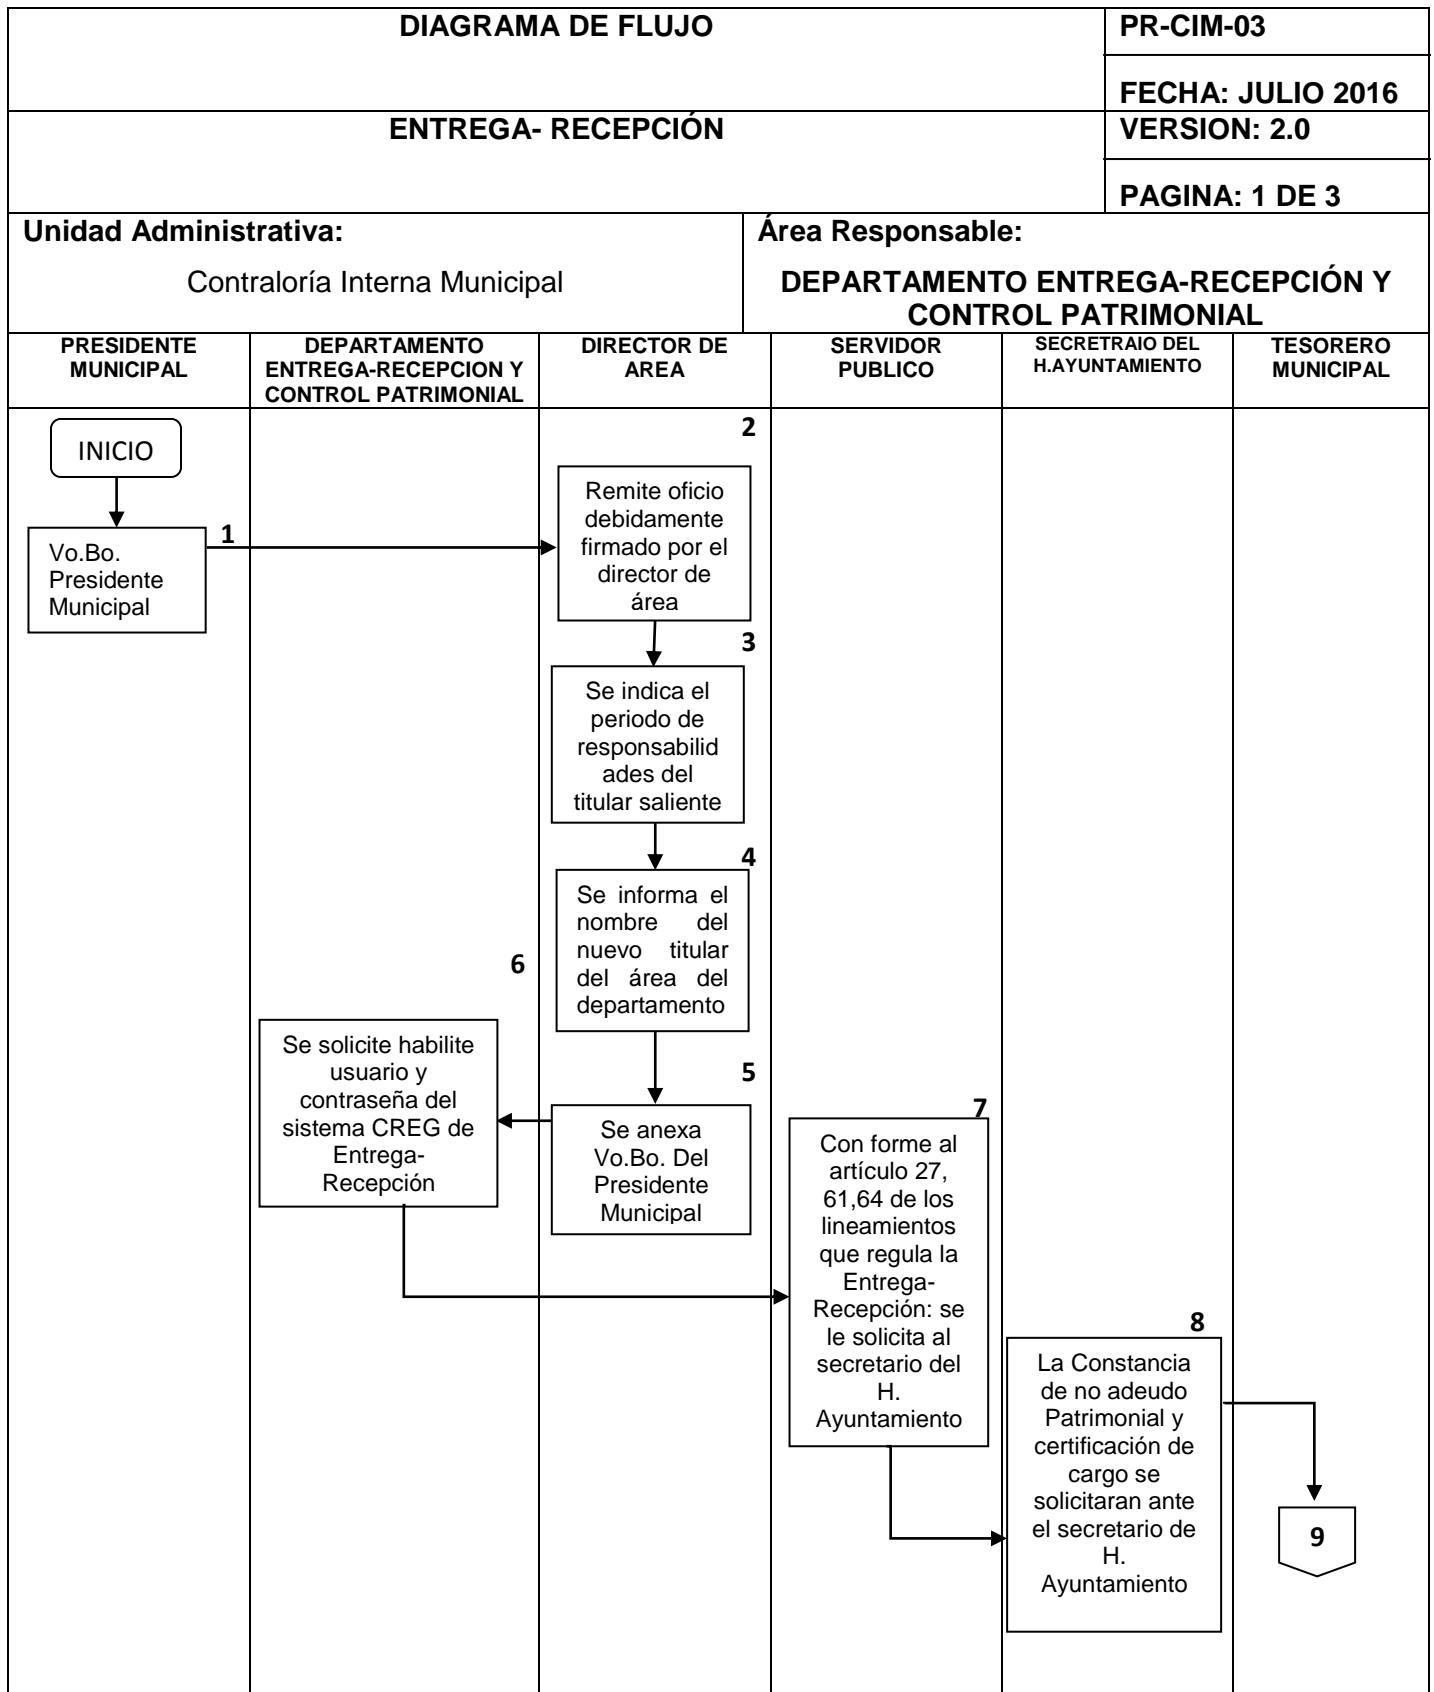 DIAGRAMA DE FLUJO
PR-CIM-03
FECHA: JULIO 2016
ENTREGA- RECEPCIÓN
VERSION: 2.0
PAGINA: 1 DE 3
Unidad Administrativa:
Contraloría Interna Municipal
Área Responsable:
DEPARTAMENTO ENTREGA-RECEPCIÓN Y
CONTROL PATRIMONIAL
PRESIDENTE
MUNICIPAL
DEPARTAMENTO
ENTREGA-RECEPCION Y
CONTROL PATRIMONIAL
DIRECTOR DE
AREA
SERVIDOR
PUBLICO
SECRETRAIO DEL
H.AYUNTAMIENTO
TESORERO
MUNICIPAL
INICIO
1
Vo.Bo.
Presidente
Municipal
2
Remite oficio
debidamente
firmado por el
director de
área
3
Se indica el
periodo de
responsabilid
ades del
titular saliente
4
Se informa el
nombre del
nuevo titular
del área del
departamento
5
Se anexa
Vo.Bo. Del
Presidente
Municipal
6
Se solicite habilite
usuario y
contraseña del
sistema CREG de
Entrega-
Recepción
7
Con forme al
artículo 27,
61,64 de los
lineamientos
que regula la
Entrega-
Recepción: se
le solicita al
secretario del
H.
Ayuntamiento
8
La Constancia
de no adeudo
Patrimonial y
certificación de
cargo se
solicitaran ante
el secretario de
H.
Ayuntamiento
9